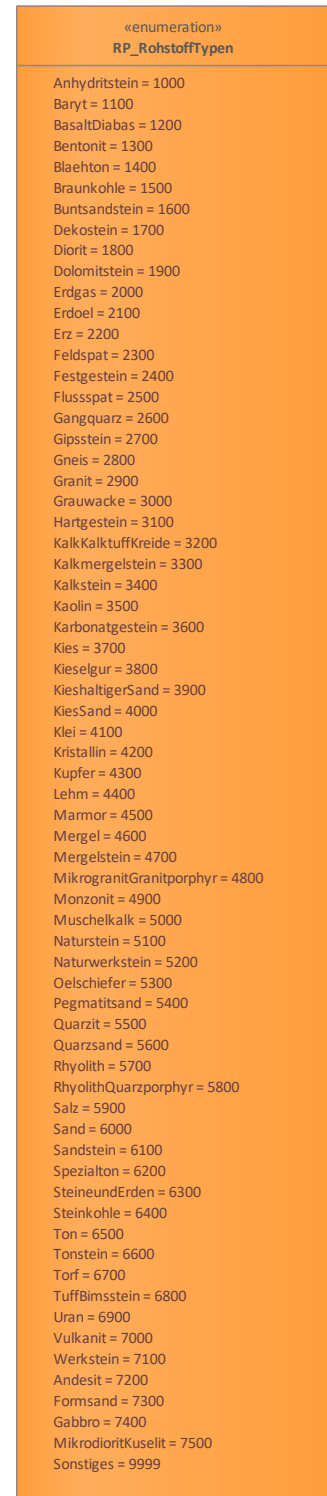 «enumeration»
RP_RohstoffTypen
Anhydritstein = 1000
Baryt = 1100
BasaltDiabas = 1200
Bentonit = 1300
Blaehton = 1400
Braunkohle = 1500
Buntsandstein = 1600
Dekostein = 1700
Diorit = 1800
Dolomitstein = 1900
Erdgas = 2000
Erdoel = 2100
Erz = 2200
Feldspat = 2300
Festgestein = 2400
Flussspat = 2500
Gangquarz = 2600
Gipsstein = 2700
Gneis = 2800
Granit = 2900
Grauwacke = 3000
Hartgestein = 3100
KalkKalktuffKreide = 3200
Kalkmergelstein = 3300
Kalkstein = 3400
Kaolin = 3500
Karbonatgestein = 3600
Kies = 3700
Kieselgur = 3800
KieshaltigerSand = 3900
KiesSand = 4000
Klei = 4100
Kristallin = 4200
Kupfer = 4300
Lehm = 4400
Marmor = 4500
Mergel = 4600
Mergelstein = 4700
MikrogranitGranitporphyr = 4800
Monzonit = 4900
Muschelkalk = 5000
Naturstein = 5100
Naturwerkstein = 5200
Oelschiefer = 5300
Pegmatitsand = 5400
Quarzit = 5500
Quarzsand = 5600
Rhyolith = 5700
RhyolithQuarzporphyr = 5800
Salz = 5900
Sand = 6000
Sandstein = 6100
Spezialton = 6200
SteineundErden = 6300
Steinkohle = 6400
Ton = 6500
Tonstein = 6600
Torf = 6700
TuffBimsstein = 6800
Uran = 6900
Vulkanit = 7000
Werkstein = 7100
Andesit = 7200
Formsand = 7300
Gabbro = 7400
MikrodioritKuselit = 7500
Sonstiges = 9999